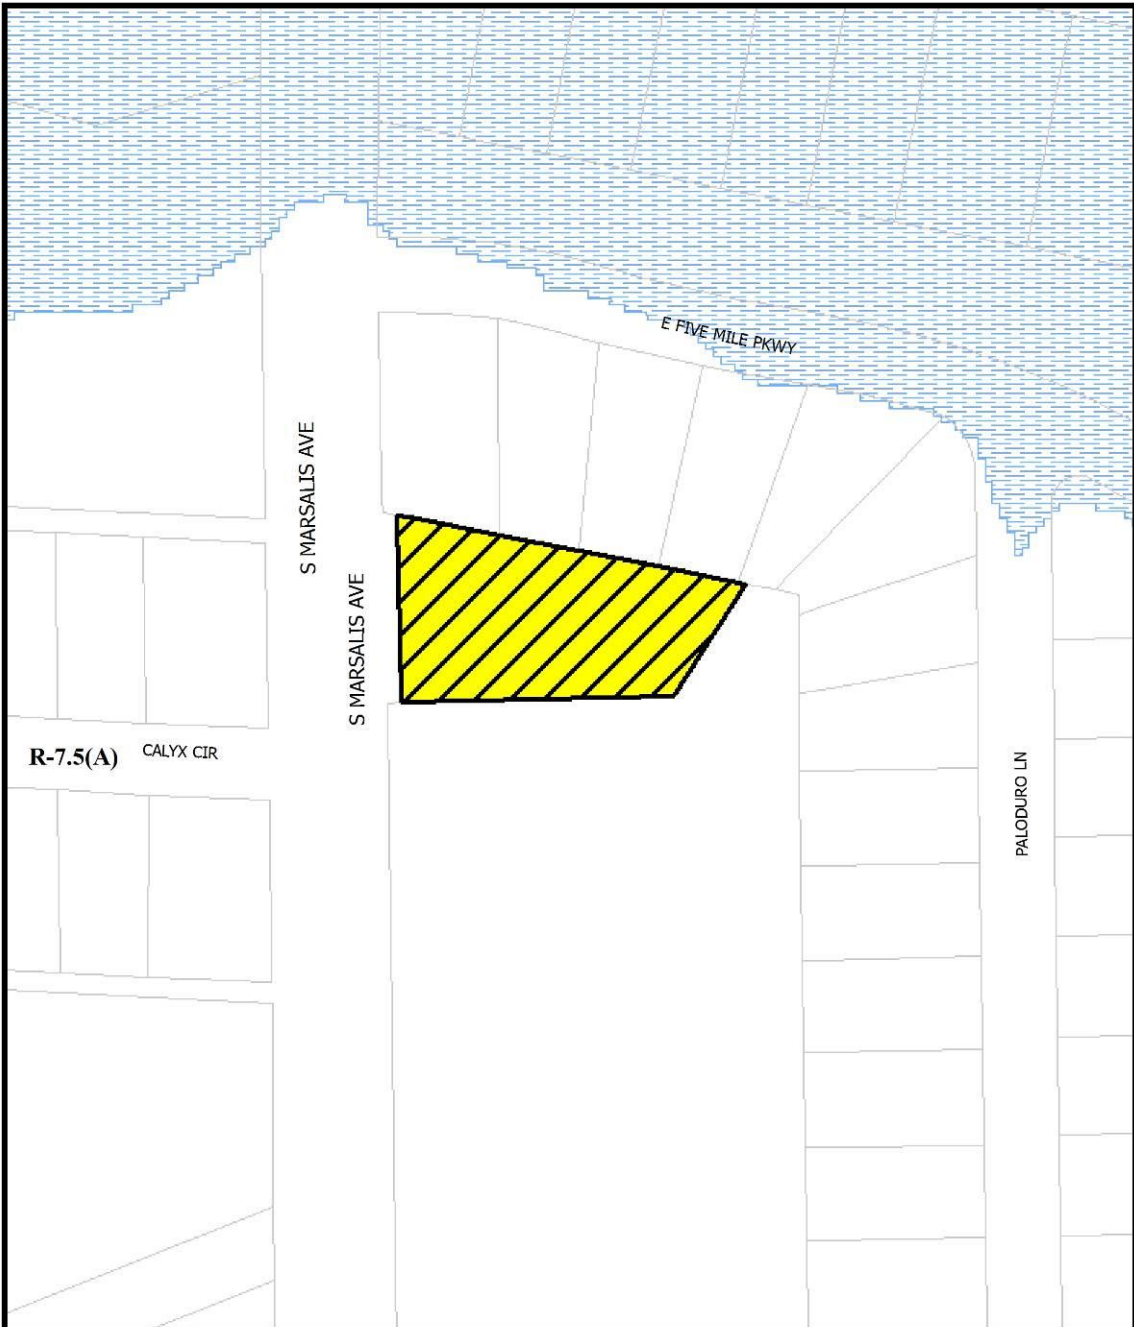 E FIVE MILE PKWY
S MARSALIS AVE
S MARSALIS AVE
R-7.5(A)
CALYX CIR
PALODURO LN